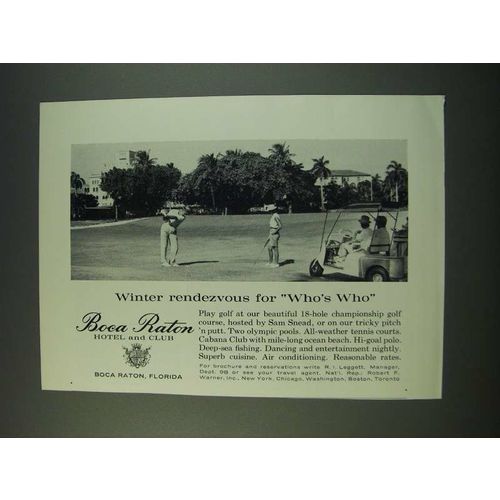 Winter rendezvous for "Who's Who"
Boca Raton
HOTEL and CLUB
BOCA RATON, FLORIDA
Play golf at our beautiful 18-hole championship golf
course, hosted by Sam Snead, or on our tricky pitch
'n putt. Two olympic pools. All-weather tennis courts.
Cabana Club with mile-long ocean beach. Hi-goal polo.
Deep-sea fishing. Dancing and entertainment nightly.
Superb cuisine. Air conditioning. Reasonable rates.
For brochure and reservations write R. Leggett, Manager,
Dept. or see your travel agent. Nat'l. Rep.: Robert F.
Warner, Inc., New York, Chicago, Washington, Boston, Toronto